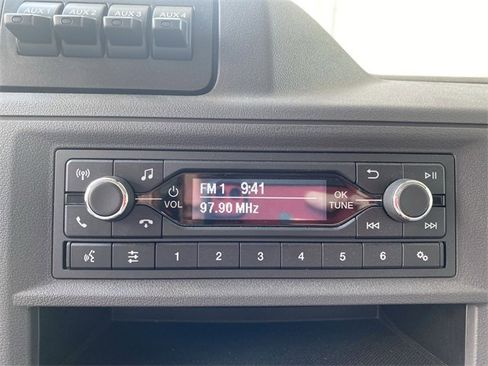 AUX 1 AUX 2 AUX 3 AUX 4
FM 1 9:41
97.90 MHz
VOL
OK
TUNE
1 2 3 4 5 6